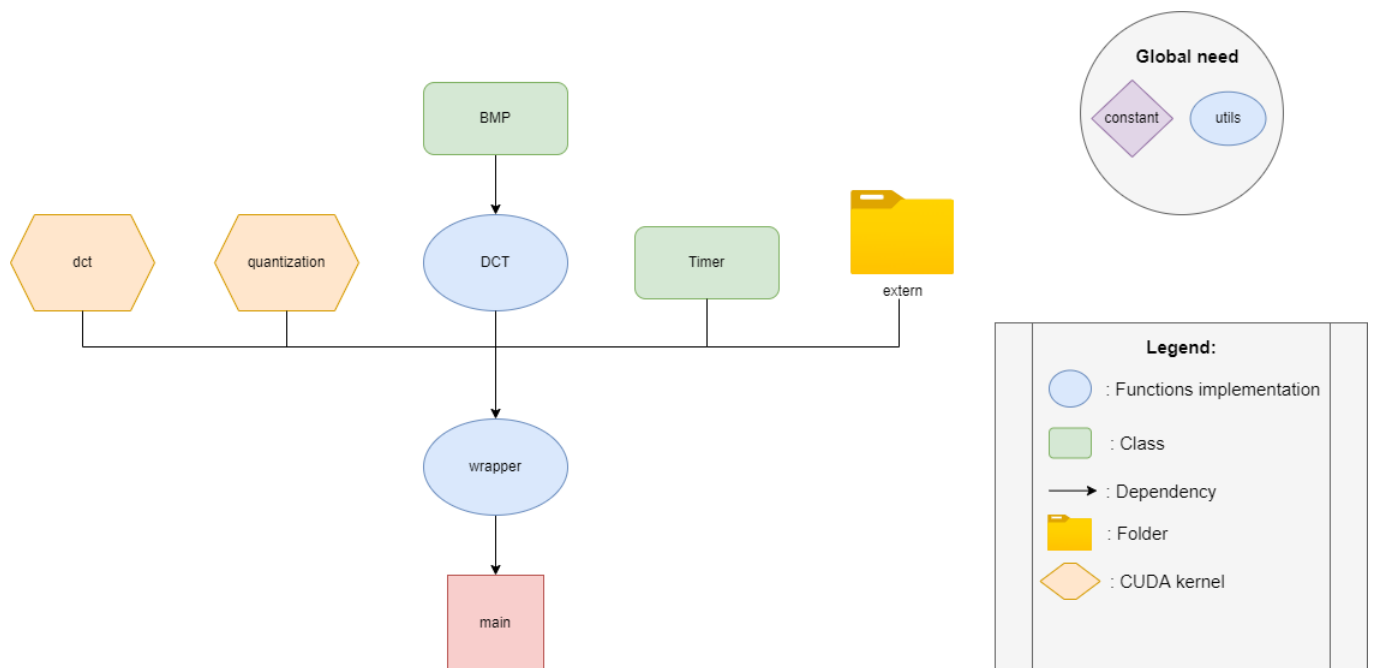 Global need
constant
utils
BMP
dct
quantization
DCT
Timer
extern
wrapper
main
Legend:
: Functions implementation
: Class
: Dependency
: Folder
: CUDA kernel